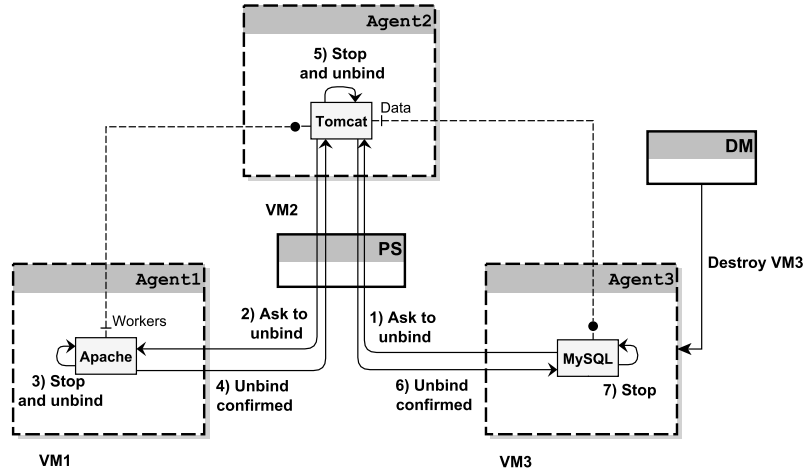 Agent2
5) Stop
and unbind
Data
Tomcat
DM
VM2
PS
Agent1
Agent3
Destroy VM3
2) Ask to
unbind
1) Ask to
unbind
Workers
Apache
MySQL
3) Stop
and unbind
4) Unbind
confirmed
6) Unbind
confirmed
7) Stop
VM1
VM3